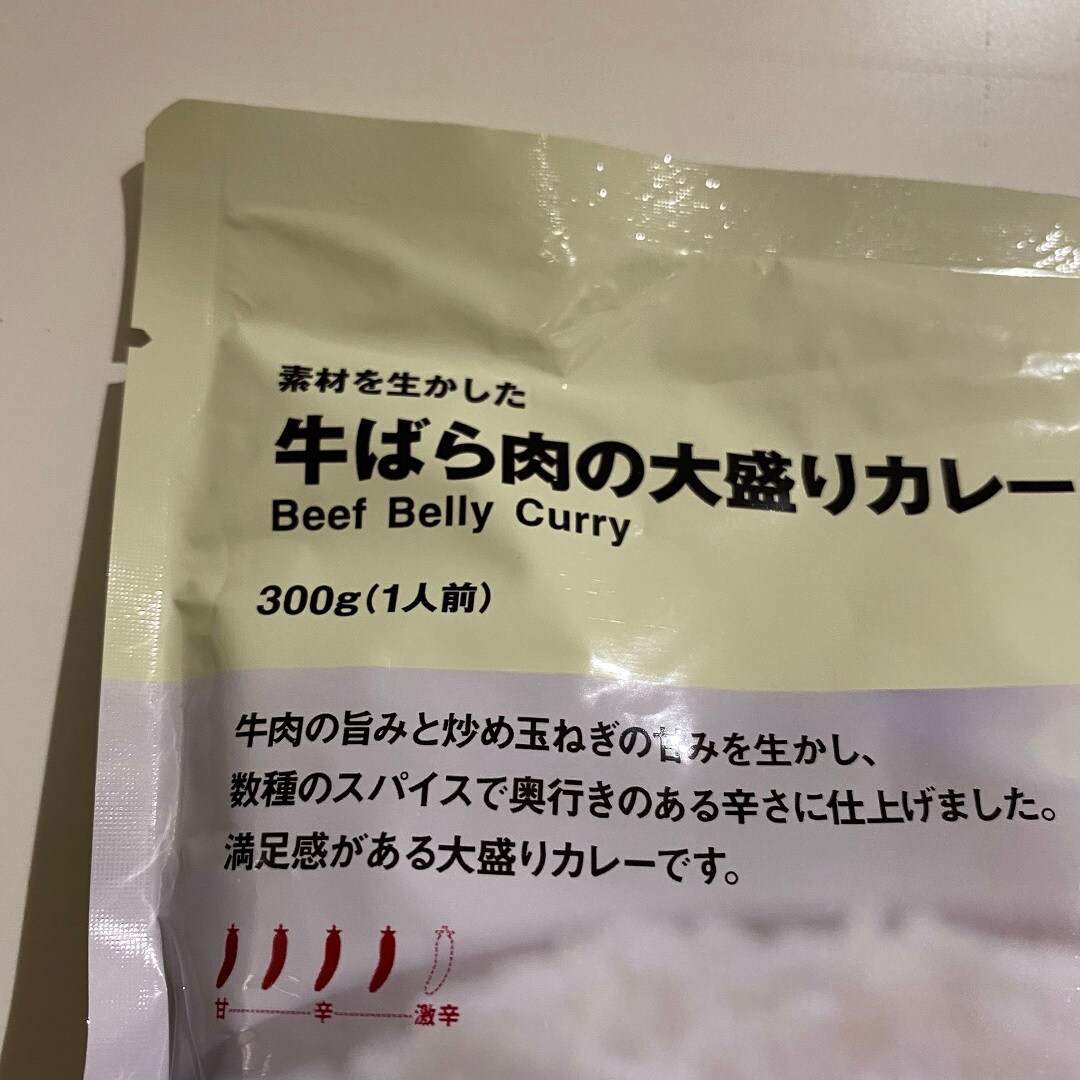 素材を生かした
牛ばら肉の大盛りカレー
Beef Belly Curry
300g(1人前)
牛肉の旨みと炒め玉ねぎの甘みを生かし、
数種のスパイスで奥行きのある辛さに仕上げました。
満足感がある大盛りカレーです。
甘 辛 激辛